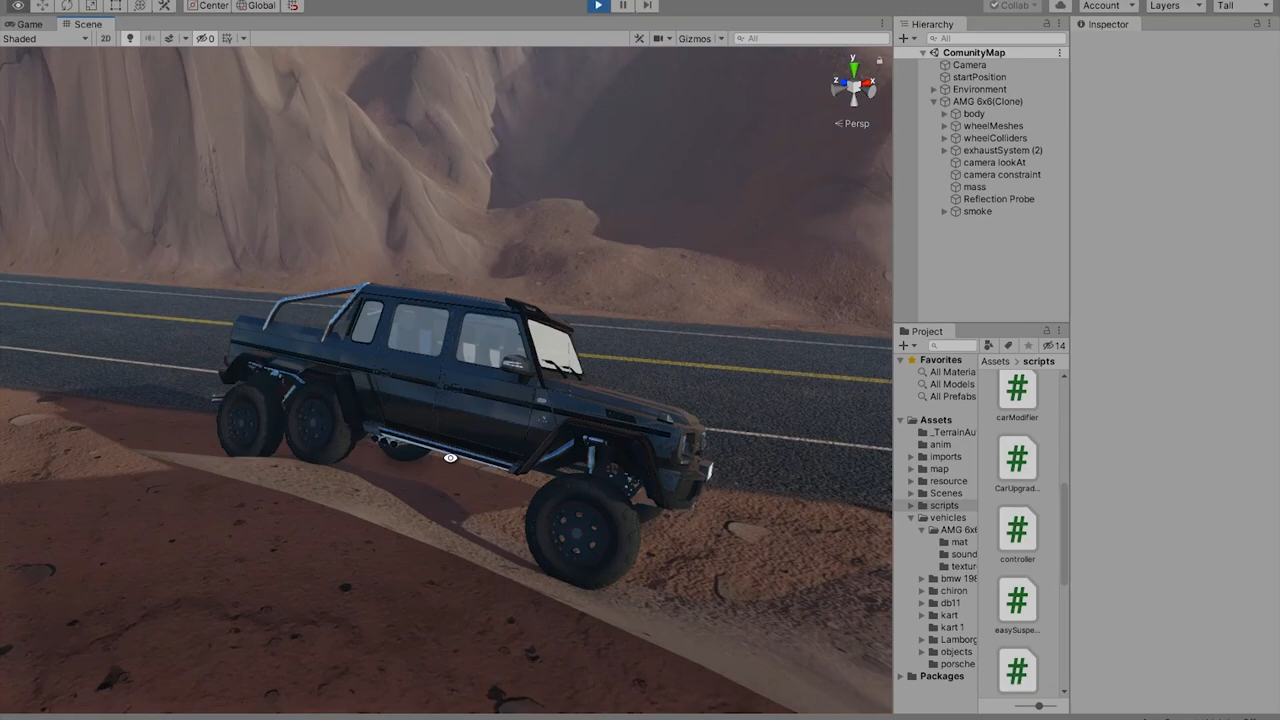 Center
Global
Collab
Account
Layers
Tall
Game
Scene
Shaded
2D
0
Gizmos
All
y
z
x
Persp
Hierarchy
All
ComunityMap
Camera
startPosition
Environment
AMG 6x6(Clone)
body
wheelMeshes
wheelColliders
exhaustSystem (2)
camera lookAt
camera constraint
mass
Reflection Probe
smoke
Inspector
Project
14
Favorites
All Materia
All Models
All Prefabs
Assets
_TerrainAu
anim
imports
map
resource
Scenes
scripts
vehicles
AMG 6x6
mat
sound
textur
bmw 198
chiron
db11
kart
kart 1
Lamborg
objects
porsche
Packages
Assets scripts
carModifier
CarUpgrad...
controller
easySuspe...